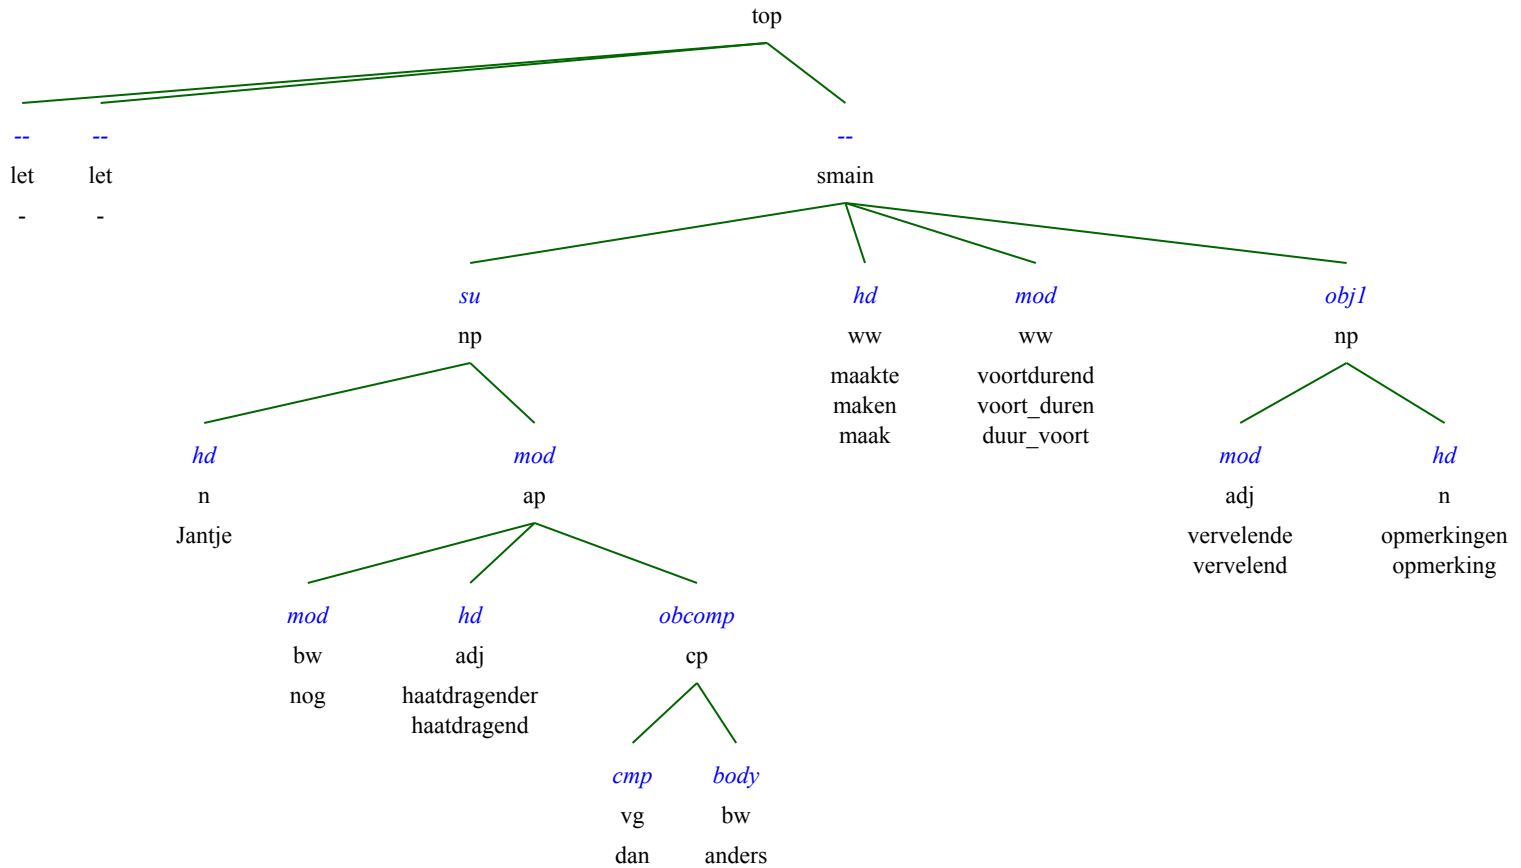 top
-- -- --
let let smain
- -
su hd mod obj1
np ww ww np
maakte voortdurend
maken voort_duren
maak duur_voort
hd mod mod hd
n ap adj n
Jantje vervelende opmerkingen
vervelend opmerking
mod hd obcomp
bw adj cp
nog haatdragender
haatdragend
cmp body
vg bw
dan anders